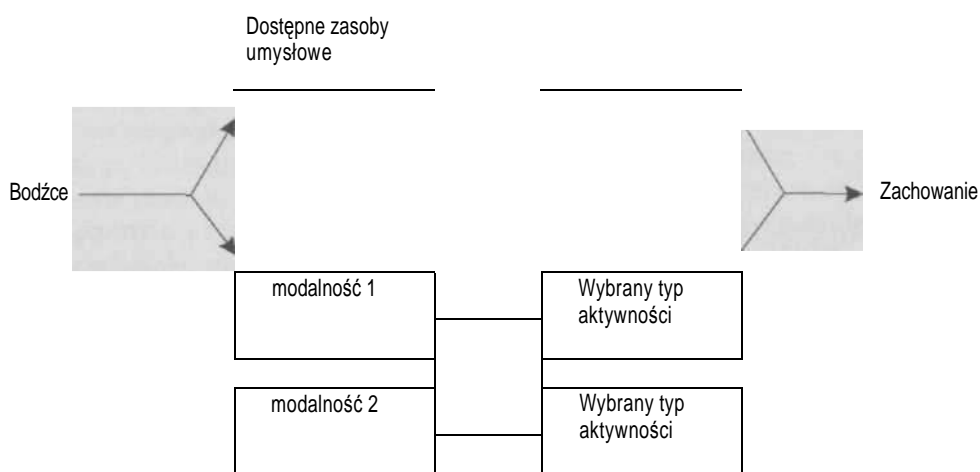 Dostępne zasoby
umysłowe
Bodźce
Zachowanie
modalność 1
Wybrany typ
aktywności
modalność 2
Wybrany typ
aktywności